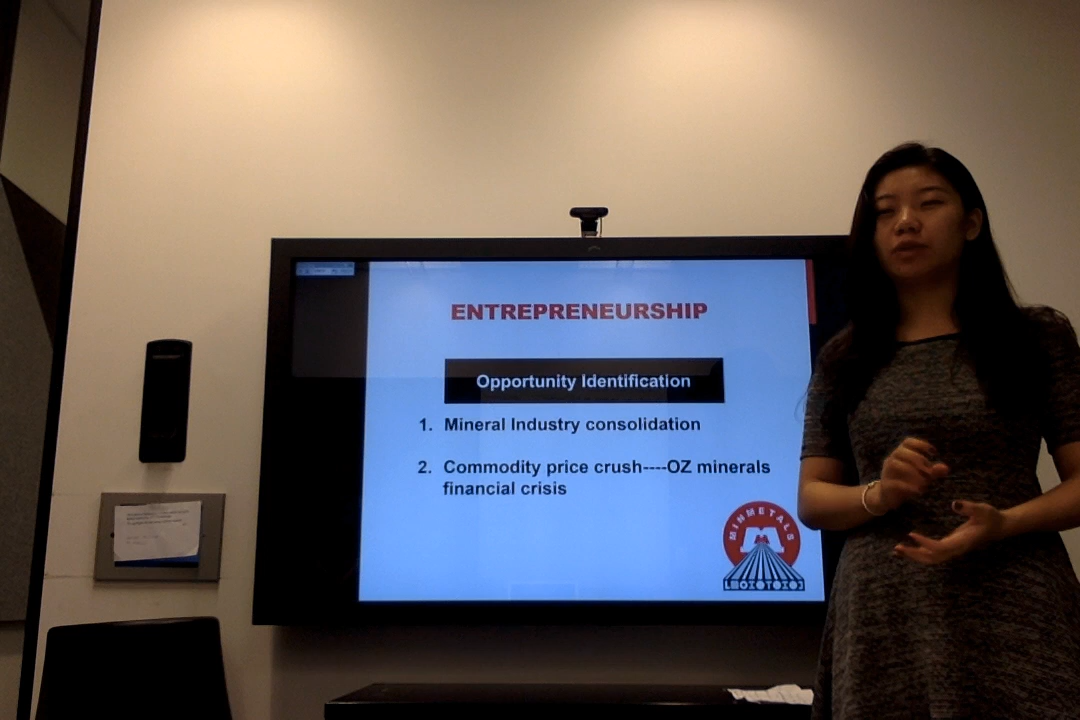 ENTREPRENEURSHIP
Opportunity Identification
1. Mineral Industry consolidation
2. Commodity price crush----OZ minerals
financial crisis
MINMETALS